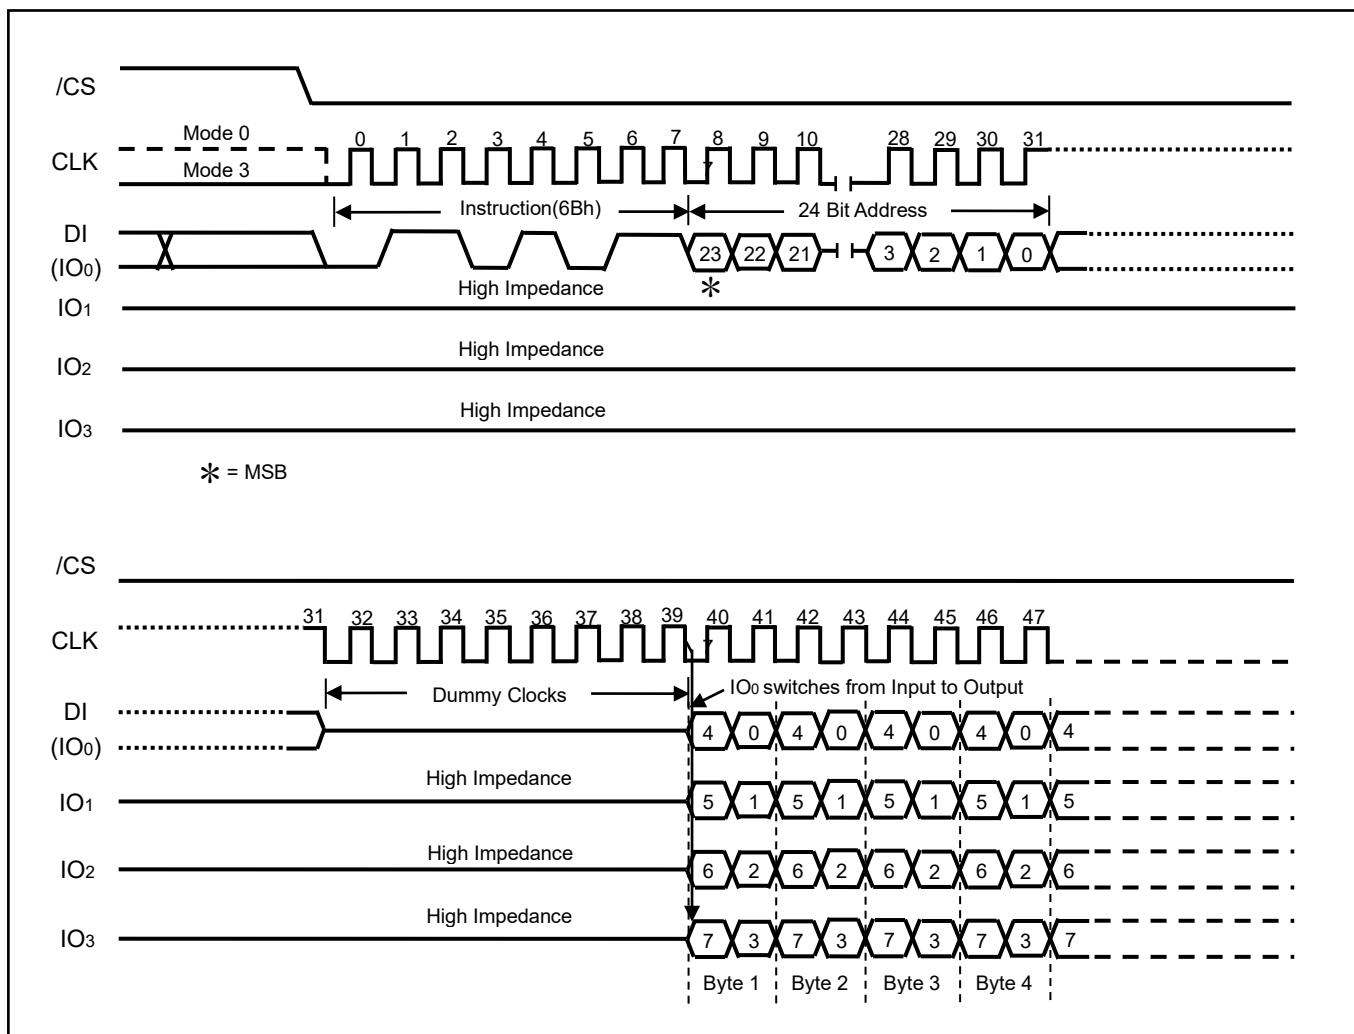 /CS
Mode 0
CLK
Mode 3
0 1 2 3 4 5 6 7 8 9 10 28 29 30 31
7
Instruction(6Bh) 24 Bit Address
DI
(IO0)
23 22 21 3 2 1 0
High Impedance
*
IO1
High Impedance
IO2
High Impedance
IO3
* = MSB
/CS
31 32 33 34 35 36 37 38 39 40 41 42 43 44 45 46 47
CLK
7
Dummy Clocks
IO0 switches from Input to Output
DI
(IO0)
4 0 4 0 4 0 4 0 4
High Impedance
IO1
5 1 5 1 5 1 5 1 5
High Impedance
IO2
6 2 6 2 6 2 6 2 6
High Impedance
IO3
7 3 7 3 7 3 7 3 7
Byte 1 Byte 2 Byte 3 Byte 4